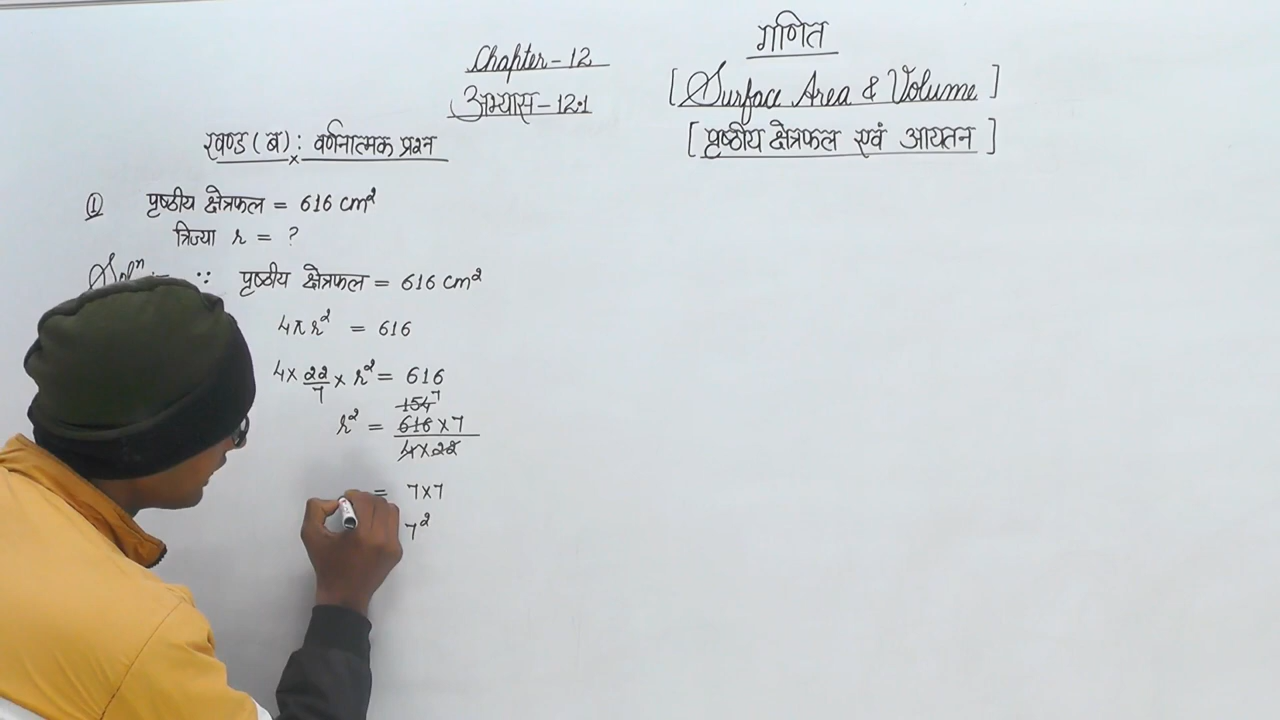 गणित
Chapter-12
[Surface Area & Volume]
अभ्यास-12.1
[पृष्ठीय क्षेत्रफल एवं आयतन]
खण्ड (ब): वर्णनात्मक प्रश्न
① पृष्ठीय क्षेत्रफल = 616 cm²
त्रिज्या r = ?
Solⁿ:- ∵ पृष्ठीय क्षेत्रफल = 616 cm²
4πr² = 616
4 × 22/7 × r² = 616
154 7
r² = 616 × 7 / 4 × 22
= 7 × 7
7²